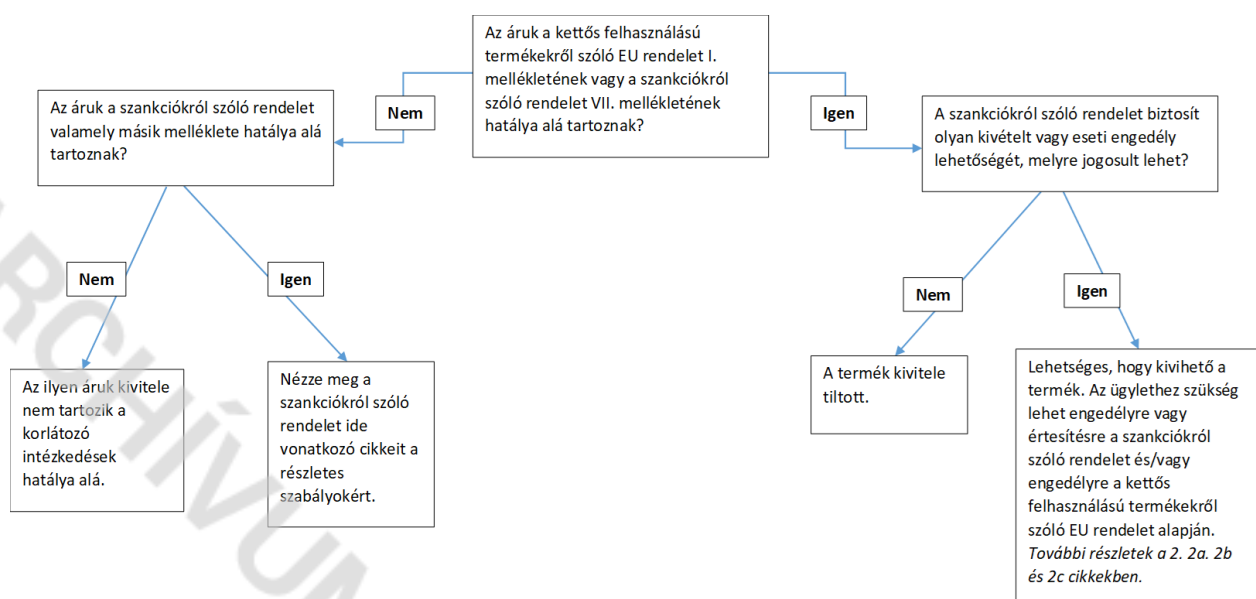 Az áruk a kettős felhasználású
termékekről szóló EU rendelet I.
mellékletének vagy a szankciókról
szóló rendelet VII. mellékletének
hatálya alá tartoznak?
Nem
Igen
Az áruk a szankciókról szóló rendelet
valamely másik melléklete hatálya alá
tartoznak?
A szankciókról szóló rendelet biztosít
olyan kivételt vagy eseti engedély
lehetőségét, melyre jogosult lehet?
Nem
Igen
Nem
Igen
Az ilyen áruk kivitele
nem tartozik a
korlátozó
intézkedések
hatálya alá.
Nézze meg a
szankciókról szóló
rendelet ide
vonatkozó cikkeit a
részletes
szabályokért.
A termék kivitele
tiltott.
Lehetséges, hogy kivihető a
termék. Az ügylethez szükség
lehet engedélyre vagy
értesítésre a szankciókról
szóló rendelet és/vagy
engedélyre a kettős
felhasználású termékekről
szóló EU rendelet alapján.
További részletek a 2. 2a. 2b
és 2c cikkekben.
ARCHÍVUM